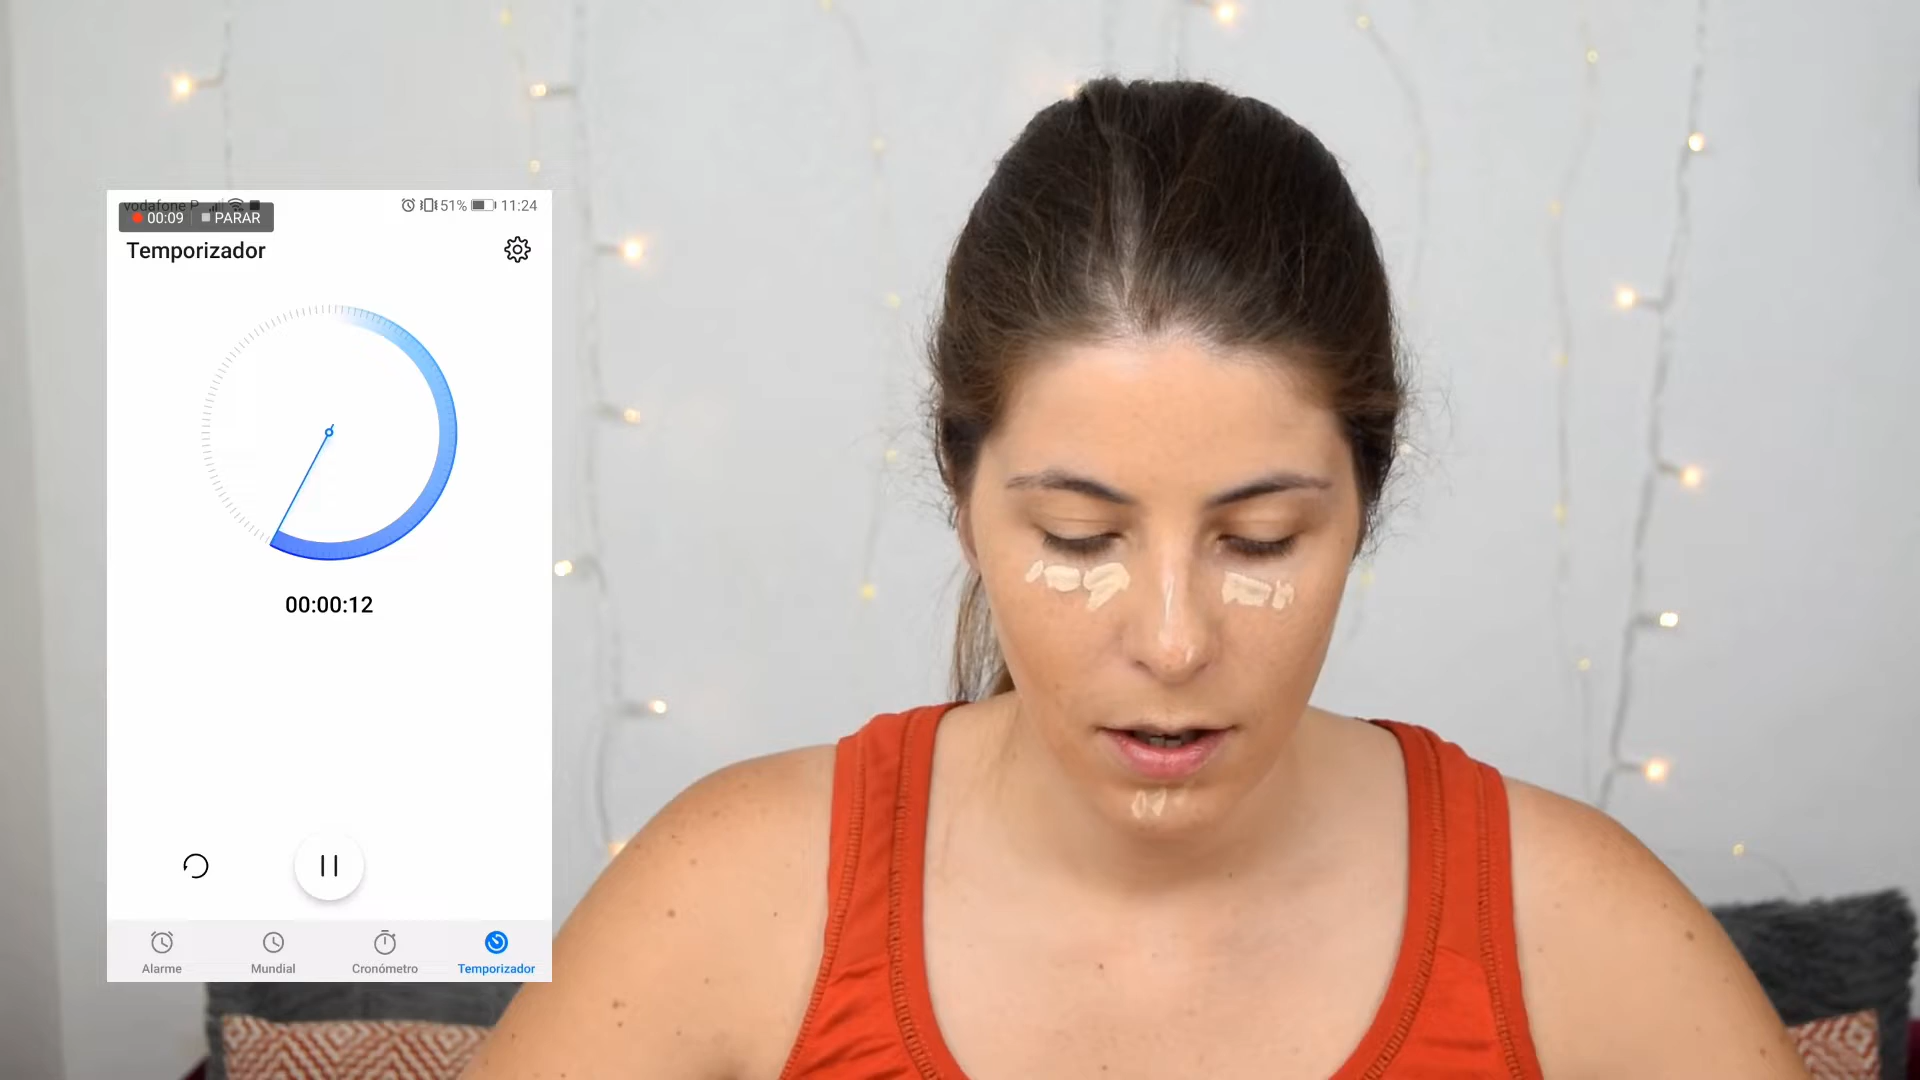 vodafone P 51% 11:24
00:09 PARAR
Temporizador
00:00:12
Alarme Mundial Cronómetro Temporizador